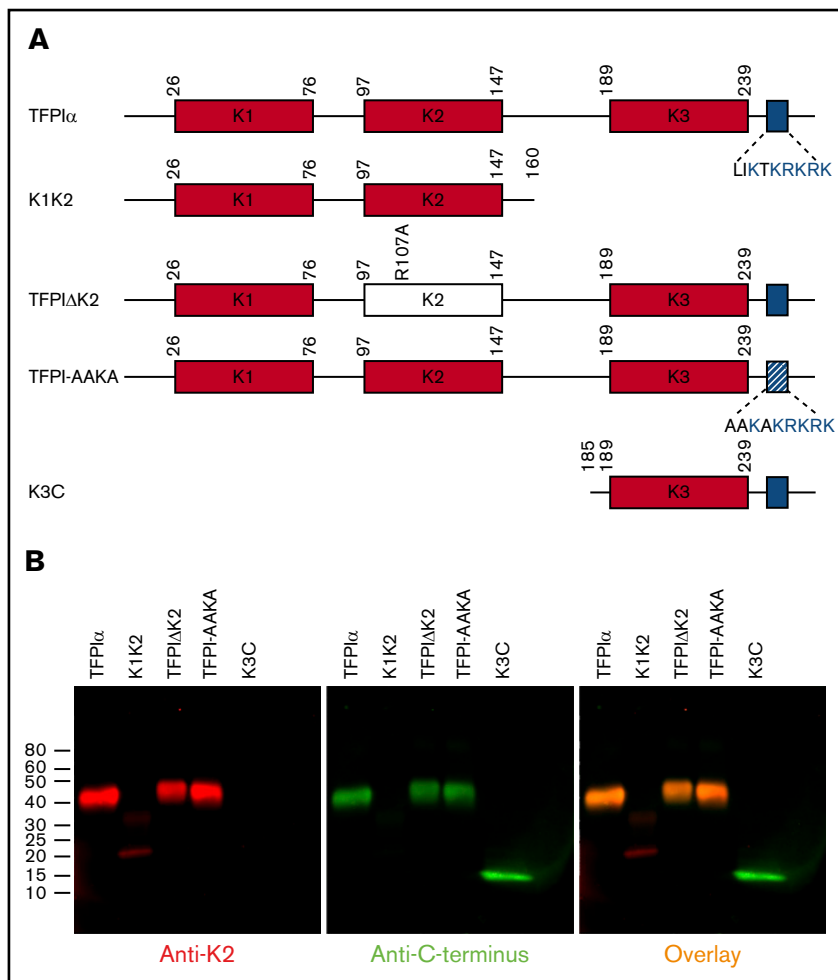 A
26 76 97 147 189 239
TFPIα K1 K2 K3
LIKTKRKRK
26 76 97 147 160
K1K2 K1 K2
R107A
26 76 97 147 189 239
TFPIΔK2 K1 K2 K3
26 76 97 147 189 239
TFPI-AAKA K1 K2 K3
AAKAKRKRK
185 189 239
K3C K3
B
TFPIα K1K2 TFPIΔK2 TFPI-AAKA K3C TFPIα K1K2 TFPIΔK2 TFPI-AAKA K3C TFPIα K1K2 TFPIΔK2 TFPI-AAKA K3C
80
60
50
40
30
25
20
15
10
Anti-K2 Anti-C-terminus Overlay